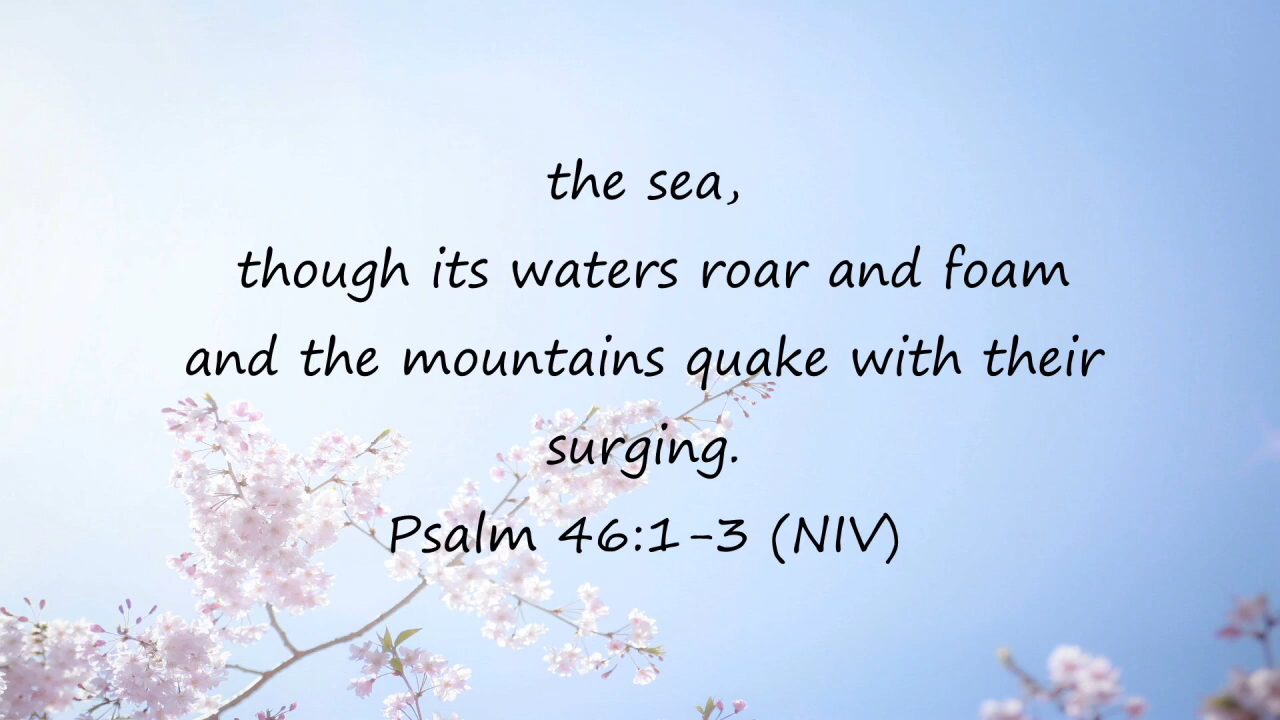 the sea,
though its waters roar and foam
and the mountains quake with their
surging.
Psalm 46:1-3 (NIV)